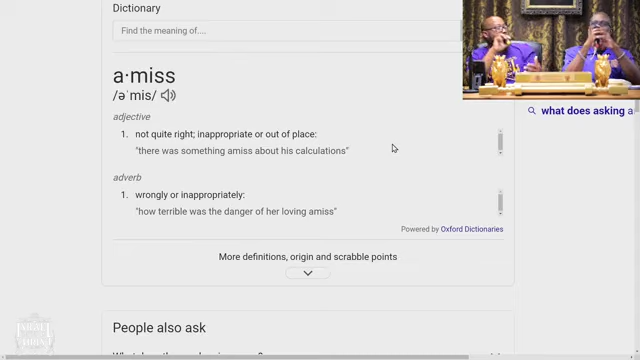 Dictionary
Find the meaning of....
a·miss
/əˈmis/
what does asking a
adjective
1. not quite right; inappropriate or out of place:
"there was something amiss about his calculations"
adverb
1. wrongly or inappropriately:
"how terrible was the danger of her loving amiss"
Powered by Oxford Dictionaries
More definitions, origin and scrabble points
People also ask